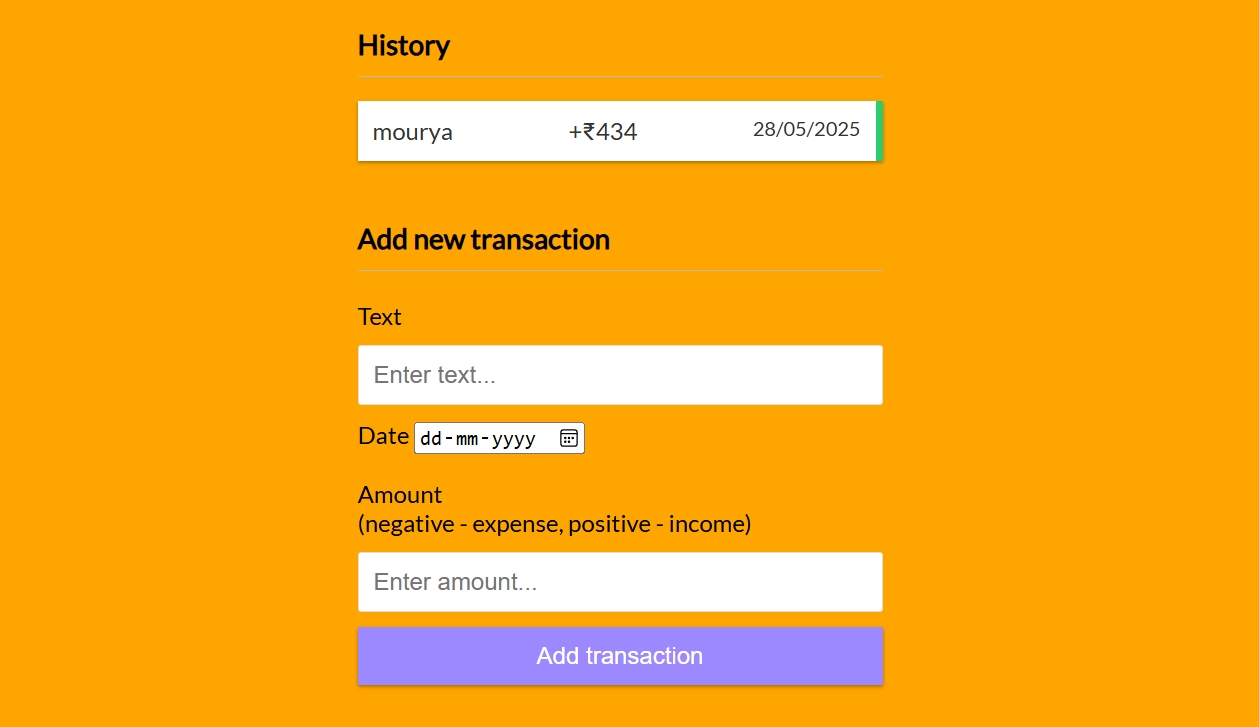 History
mourya +₹434 28/05/2025
Add new transaction
Text
Enter text...
Date dd-mm-yyyy
Amount
(negative - expense, positive - income)
Enter amount...
Add transaction